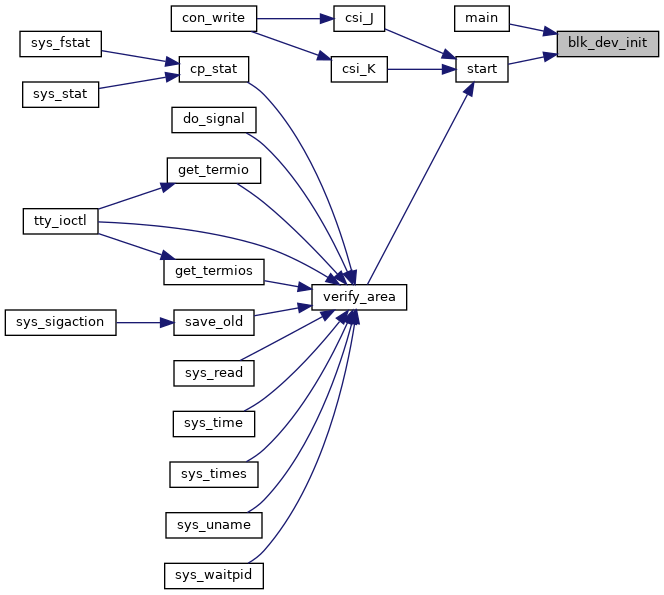 con_write
csi_J
main
blk_dev_init
sys_fstat
cp_stat
csi_K
start
sys_stat
do_signal
get_termio
tty_ioctl
get_termios
verify_area
sys_sigaction
save_old
sys_read
sys_time
sys_times
sys_uname
sys_waitpid